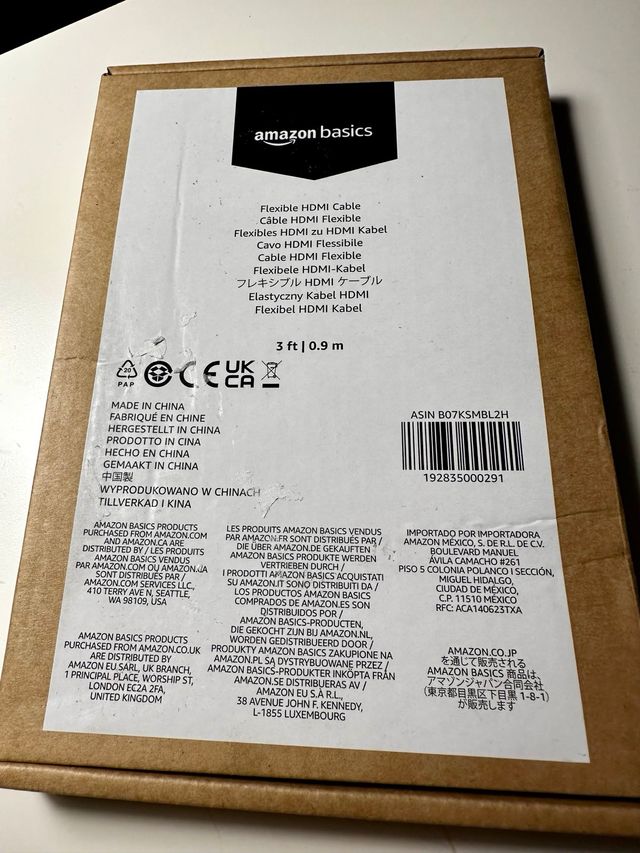 amazon basics
Flexible HDMI Cable
Câble HDMI Flexible
Flexibles HDMI zu HDMI Kabel
Cavo HDMI Flessibile
Cable HDMI Flexible
Flexibele HDMI-Kabel
フレキシブル HDMI ケーブル
Elastyczny Kabel HDMI
Flexibel HDMI Kabel
3 ft | 0.9 m
20
PAP
CE
UK
CA
MADE IN CHINA
FABRIQUÉ EN CHINE
HERGESTELLT IN CHINA
PRODOTTO IN CINA
HECHO EN CHINA
GEMAAKT IN CHINA
中国製
WYPRODUKOWANO W CHINACH
TILLVERKAD I KINA
ASIN B07KSMBL2H
192835000291
AMAZON BASICS PRODUCTS
PURCHASED FROM AMAZON.COM
AND AMAZON.CA ARE
DISTRIBUTED BY / LES PRODUITS
AMAZON BASICS VENDUS
PAR AMAZON.COM OU AMAZON.CA
SONT DISTRIBUÉS PAR /
AMAZON.COM SERVICES LLC,
410 TERRY AVE N, SEATTLE,
WA 98109, USA
AMAZON BASICS PRODUCTS
PURCHASED FROM AMAZON.CO.UK
ARE DISTRIBUTED BY
AMAZON EU SARL, UK BRANCH,
1 PRINCIPAL PLACE, WORSHIP ST,
LONDON EC2A 2FA,
UNITED KINGDOM
LES PRODUITS AMAZON BASICS VENDUS
PAR AMAZON.FR SONT DISTRIBUÉS PAR /
DIE ÜBER AMAZON.DE GEKAUFTEN
AMAZON BASICS PRODUKTE WERDEN
VERTRIEBEN DURCH /
I PRODOTTI AMAZON BASICS ACQUISTATI
SU AMAZON.IT SONO DISTRIBUITI DA /
LOS PRODUCTOS AMAZON BASICS
COMPRADOS DE AMAZON.ES SON
DISTRIBUIDOS POR /
AMAZON BASICS-PRODUCTEN,
DIE GEKOCHT ZIJN BIJ AMAZON.NL,
WORDEN GEDISTRIBUEERD DOOR /
PRODUKTY AMAZON BASICS ZAKUPIONE NA
AMAZON.PL SĄ DYSTRYBUOWANE PRZEZ /
AMAZON BASICS-PRODUKTER INKÖPTA FRÅN
AMAZON.SE DISTRIBUERAS AV /
AMAZON EU S.À R.L.,
38 AVENUE JOHN F. KENNEDY,
L-1855 LUXEMBOURG
IMPORTADO POR IMPORTADORA
AMAZON MÉXICO, S. DE R.L. DE C.V.
BOULEVARD MANUEL
ÁVILA CAMACHO #261
PISO 5 COLONIA POLANCO I SECCIÓN,
MIGUEL HIDALGO,
CIUDAD DE MÉXICO,
C.P. 11510 MÉXICO
RFC: ACA140623TXA
AMAZON.CO.JP
を通じて販売される
AMAZON BASICS 商品は、
アマゾンジャパン合同会社
(東京都目黒区下目黒 1-8-1)
が販売します